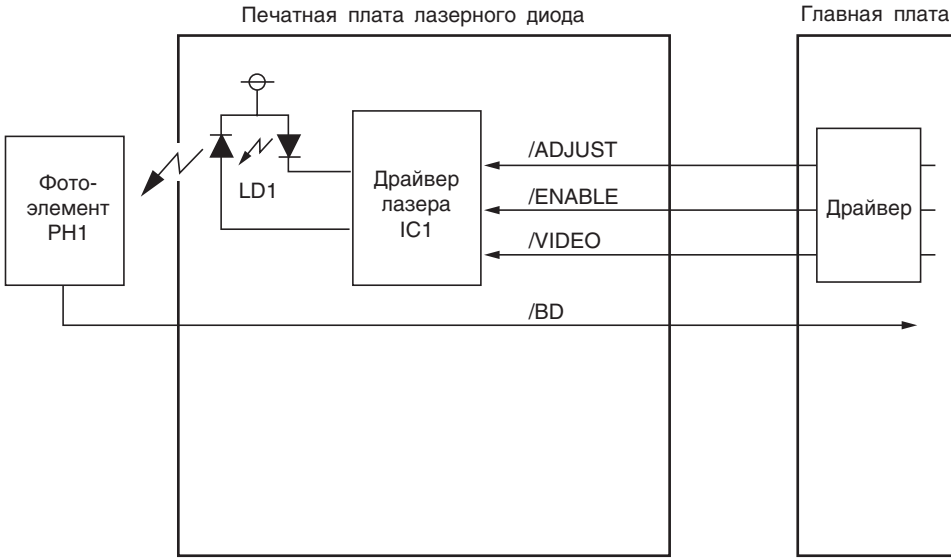 Печатная плата лазерного диода
Главная плата
Фото-
элемент
PH1
LD1
Драйвер
лазера
IC1
/ADJUST
/ENABLE
/VIDEO
/BD
Драйвер